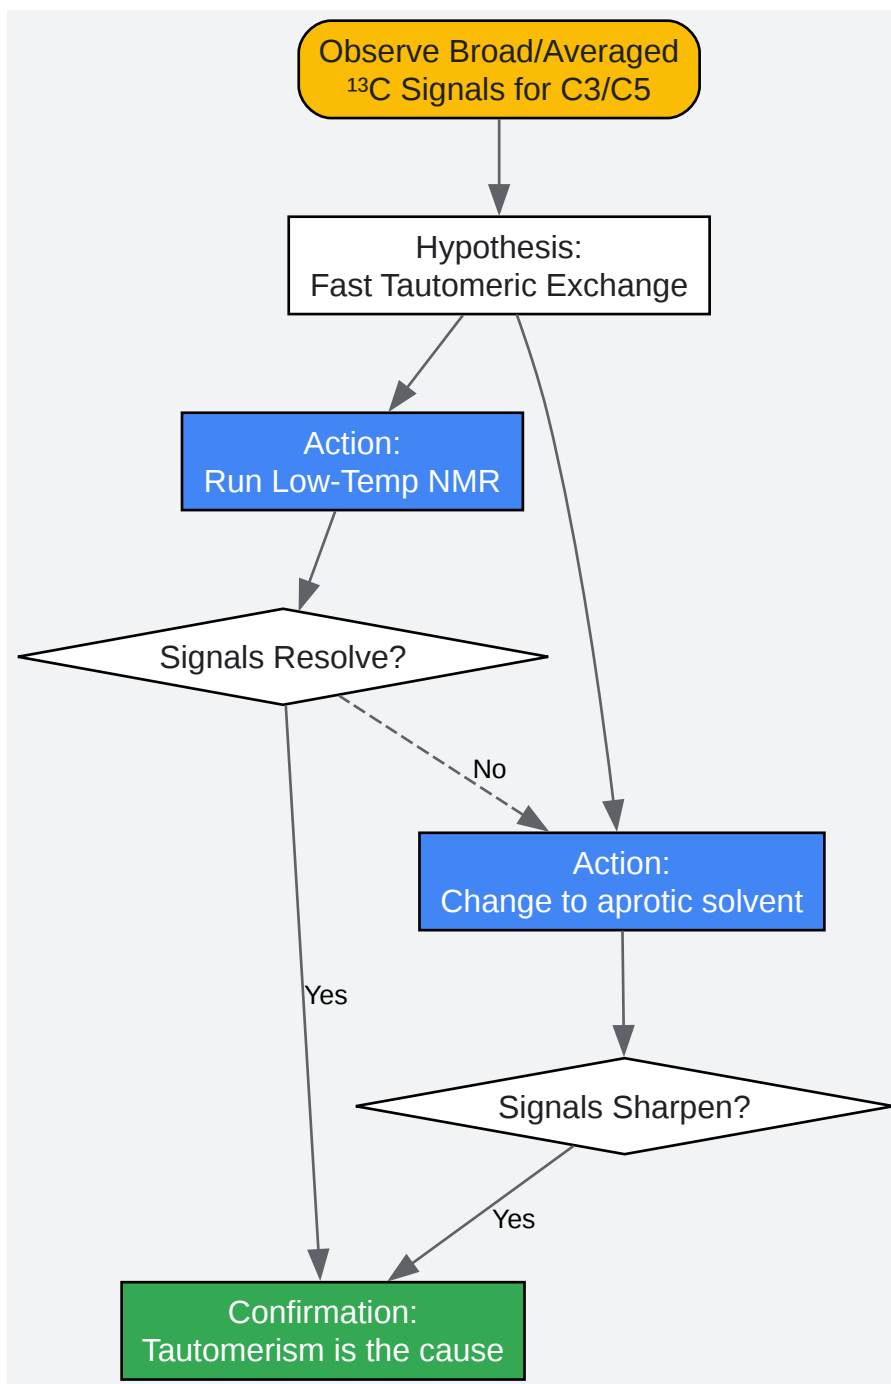 Observe Broad/Averaged
¹³C Signals for C3/C5
Hypothesis:
Fast Tautomeric Exchange
Action:
Run Low-Temp NMR
Signals Resolve?
No
Action:
Change to aprotic solvent
Yes
Signals Sharpen?
Yes
Confirmation:
Tautomerism is the cause